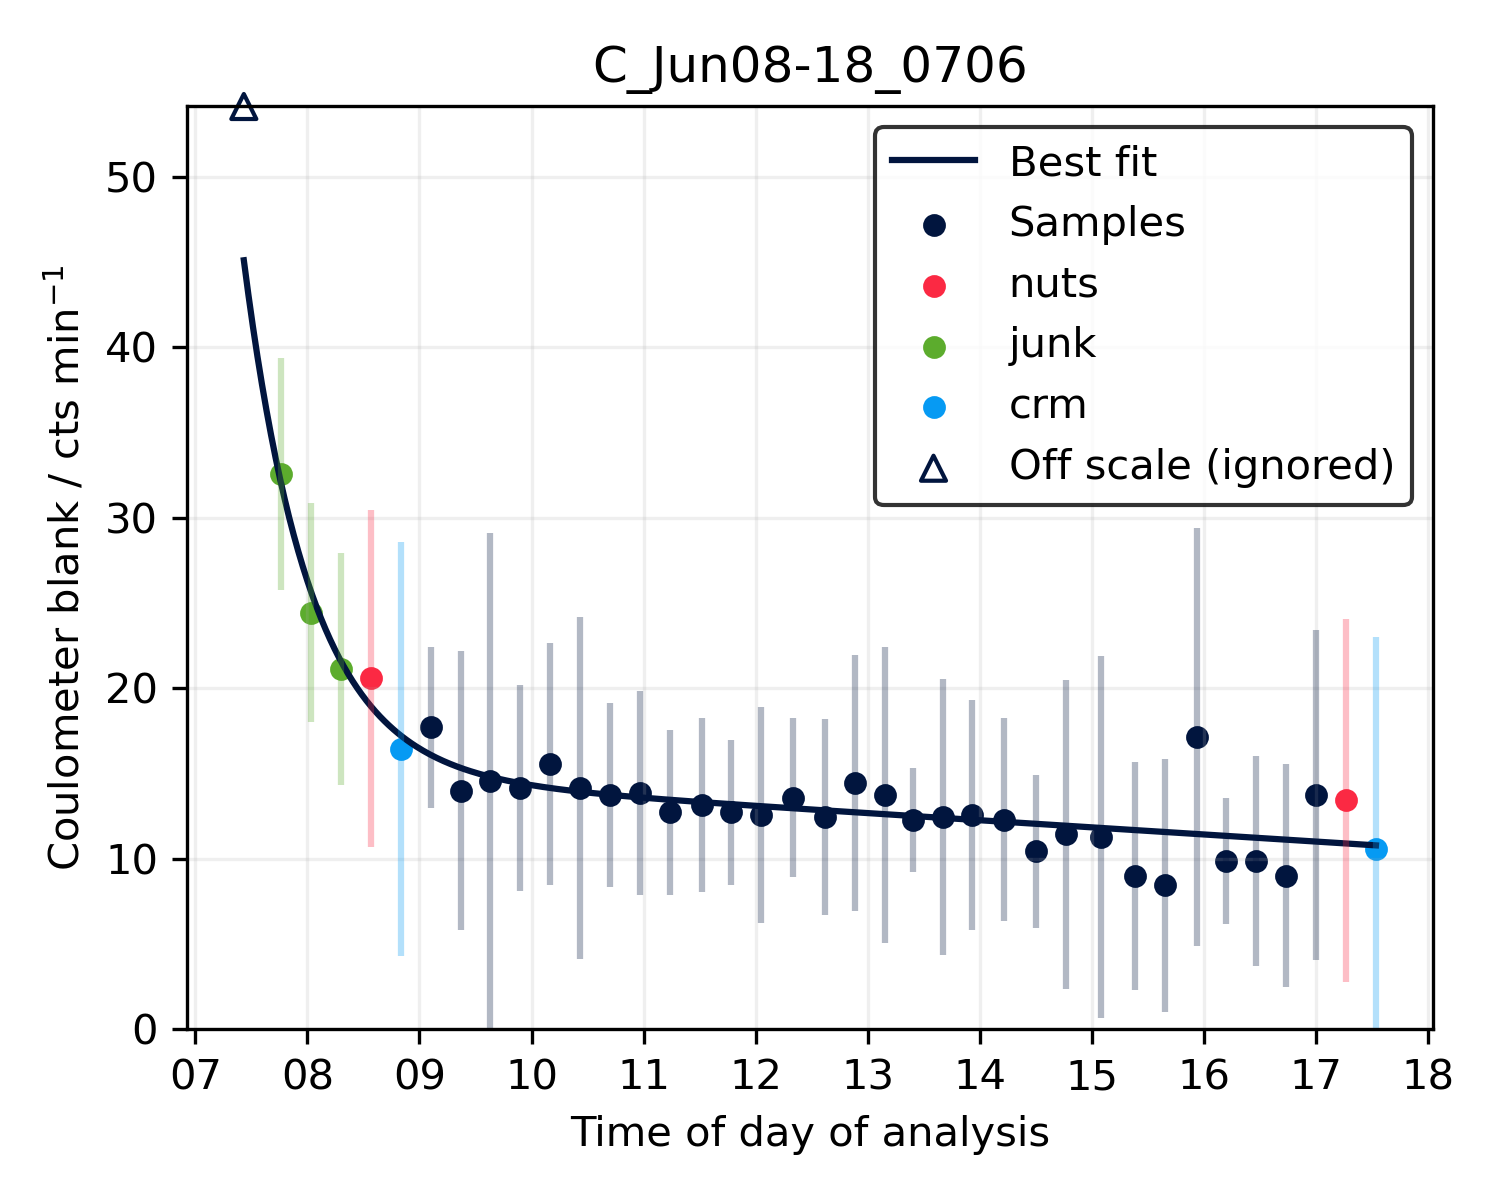 C_Jun08-18_0706
Coulometer blank / cts min⁻¹
50
40
30
20
10
0
Best fit
Samples
nuts
junk
crm
Off scale (ignored)
07 08 09 10 11 12 13 14 15 16 17 18
Time of day of analysis